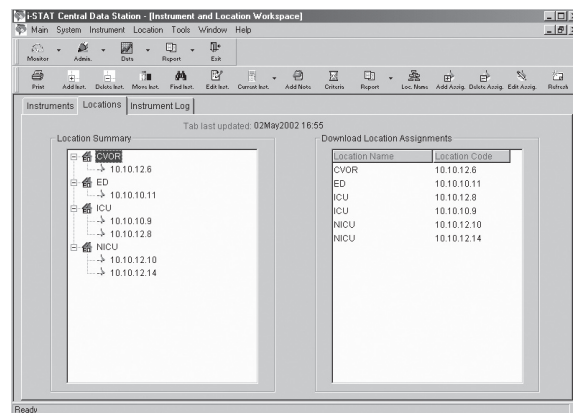 i-STAT Central Data Station - [Instrument and Location Workspace]
Main System Instrument Location Tools Window Help
Monitor Admin. Data Report Exit
Print Add Inst. Delete Inst. Move Inst. Find Inst. Edit Inst. Current Inst. Add Note Criteria Report Loc. Name Add Assig. Delete Assig. Edit Assig. Refresh
Instruments Locations Instrument Log
Tab last updated: 02May2002 16:55
Location Summary
CVOR
10.10.12.6
ED
10.10.10.11
ICU
10.10.10.9
10.10.12.8
NICU
10.10.12.10
10.10.12.14
Download Location Assignments
Location Name Location Code
CVOR 10.10.12.6
ED 10.10.10.11
ICU 10.10.12.8
ICU 10.10.10.9
NICU 10.10.12.10
NICU 10.10.12.14
Ready